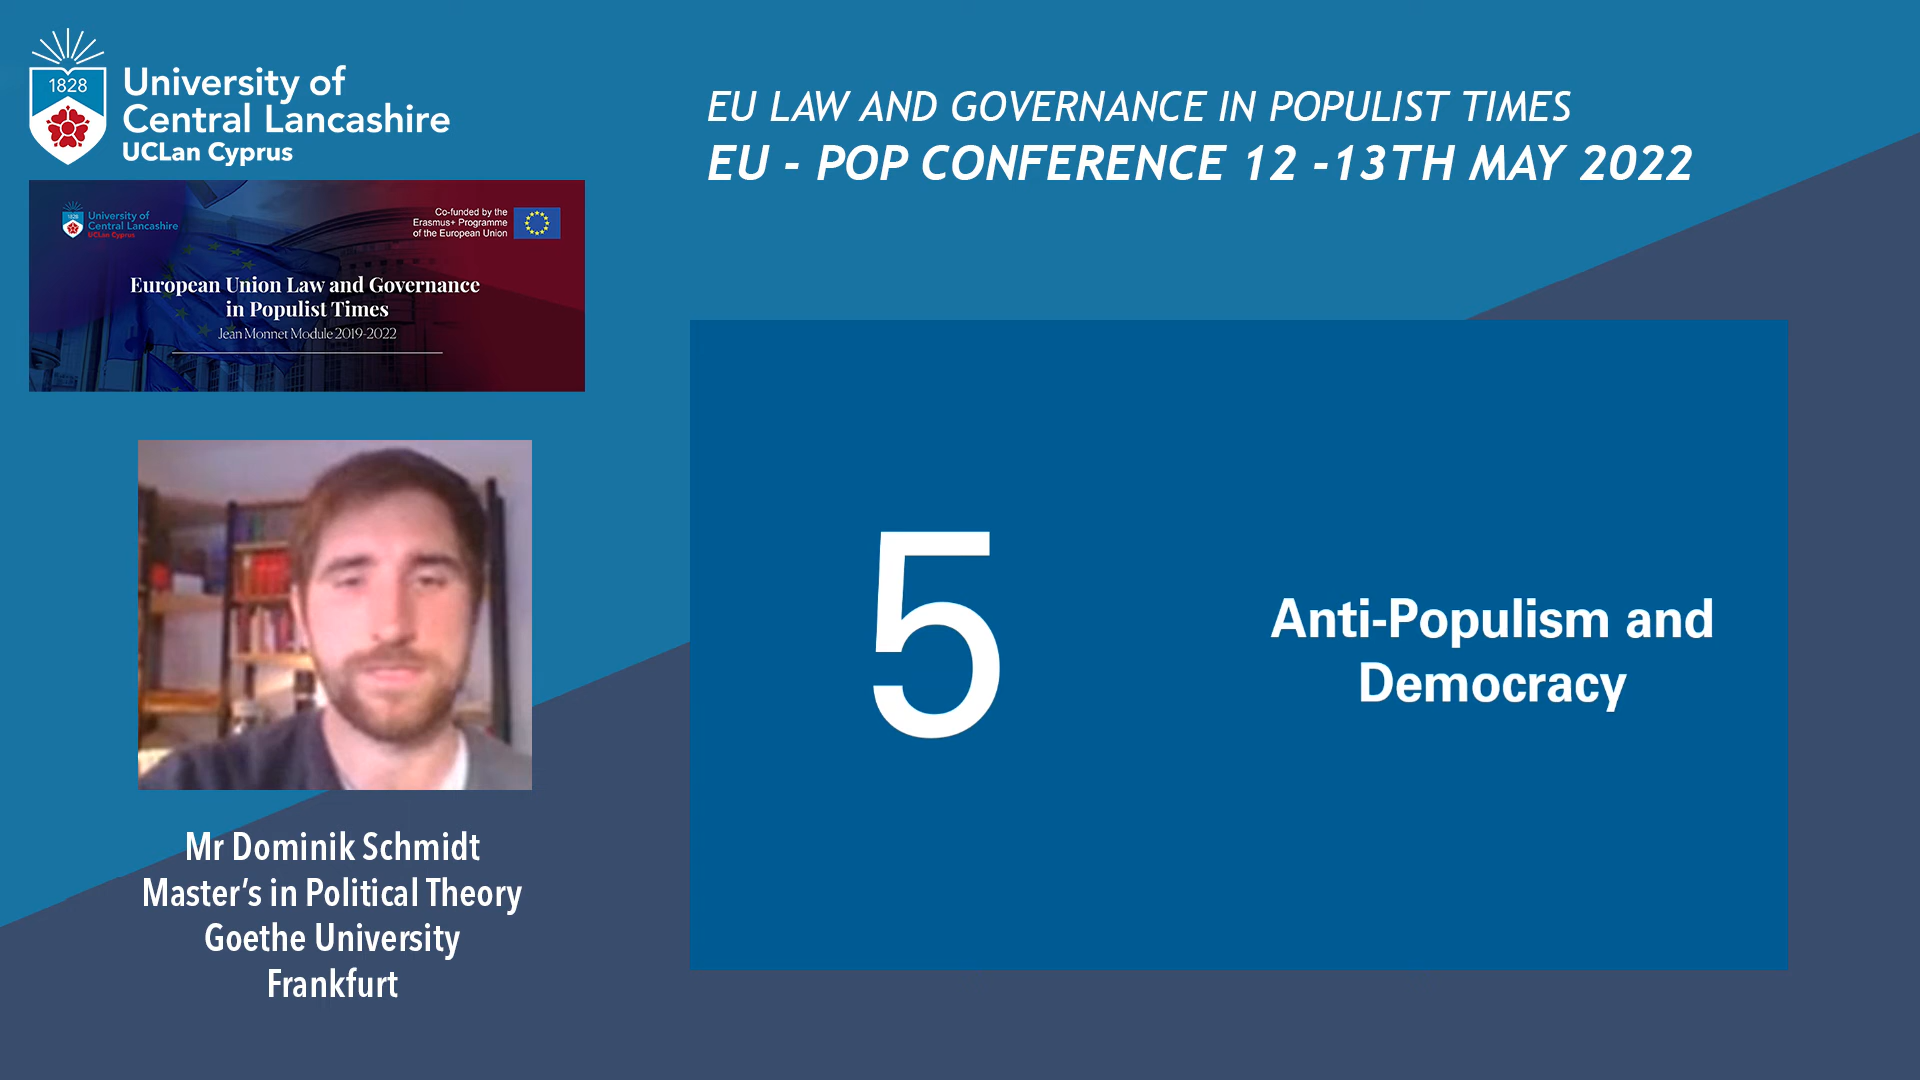 1828
University of
Central Lancashire
UCLan Cyprus
EU LAW AND GOVERNANCE IN POPULIST TIMES
EU - POP CONFERENCE 12 -13TH MAY 2022
1828
University of
Central Lancashire
UCLan Cyprus
Co-funded by the
Erasmus+ Programme
of the European Union
European Union Law and Governance
in Populist Times
Jean Monnet Module 2019-2022
5
Anti-Populism and
Democracy
Mr Dominik Schmidt
Master's in Political Theory
Goethe University
Frankfurt